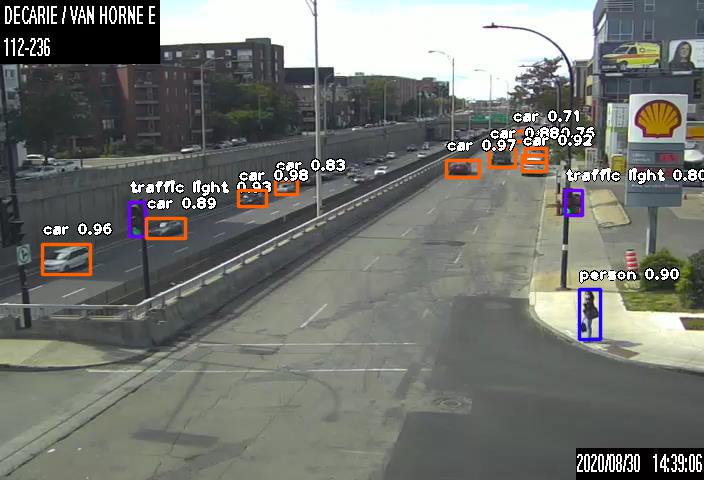 DECARIE / VAN HORNE E
112-236
car 0.71
car 0.92
car 0.97
car 0.83
car 0.98
traffic light 0.93
traffic light 0.80
car 0.89
car 0.96
person 0.90
2020/08/30 14:39:06